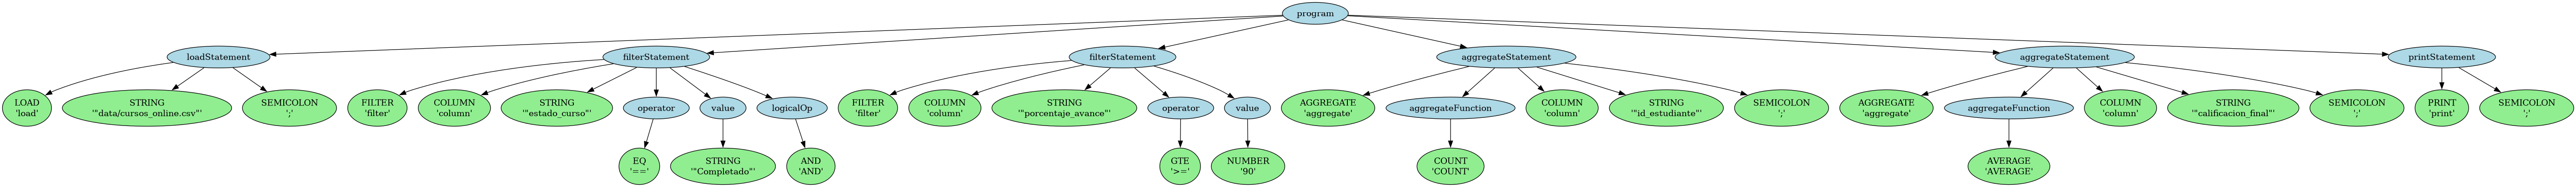 program
loadStatement
filterStatement
filterStatement
aggregateStatement
aggregateStatement
printStatement
LOAD
'load'
STRING
'"data/cursos_online.csv"'
SEMICOLON
';'
FILTER
'filter'
COLUMN
'column'
STRING
'"estado_curso"'
operator
value
logicalOp
FILTER
'filter'
COLUMN
'column'
STRING
'"porcentaje_avance"'
operator
value
AGGREGATE
'aggregate'
aggregateFunction
COLUMN
'column'
STRING
'"id_estudiante"'
SEMICOLON
';'
AGGREGATE
'aggregate'
aggregateFunction
COLUMN
'column'
STRING
'"calificacion_final"'
SEMICOLON
';'
PRINT
'print'
SEMICOLON
';'
EQ
'=='
STRING
'"Completado"'
AND
'AND'
GTE
'>='
NUMBER
'90'
COUNT
'COUNT'
AVERAGE
'AVERAGE'